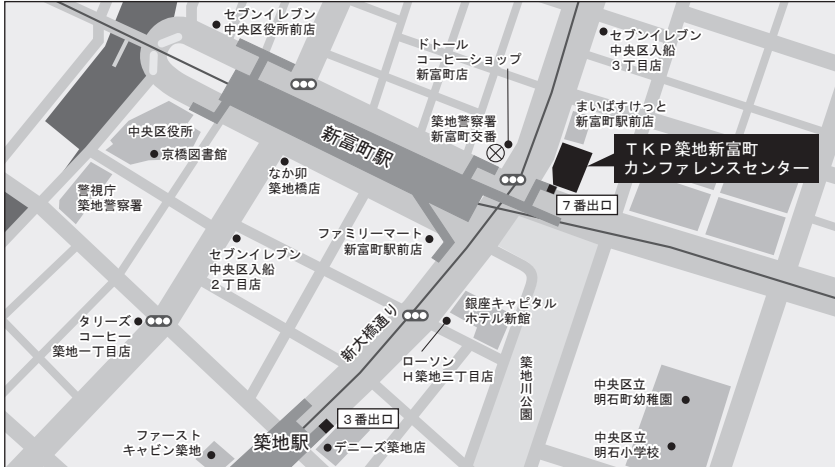 セブンイレブン
中央区役所前店
ドトール
コーヒーショップ
新富町店
セブンイレブン
中央区入船
３丁目店
まいばすけっと
新富町駅前店
築地警察署
新富町交番
ＴＫＰ築地新富町
カンファレンスセンター
７番出口
新富町駅
中央区役所
京橋図書館
なか卯
築地橋店
警視庁
築地警察署
ファミリーマート
新富町駅前店
セブンイレブン
中央区入船
２丁目店
タリーズ
コーヒー
築地一丁目店
新大橋通り
銀座キャピタル
ホテル新館
ローソン
Ｈ築地三丁目店
築地川公園
中央区立
明石町幼稚園
中央区立
明石小学校
３番出口
築地駅
デニーズ築地店
ファースト
キャビン築地